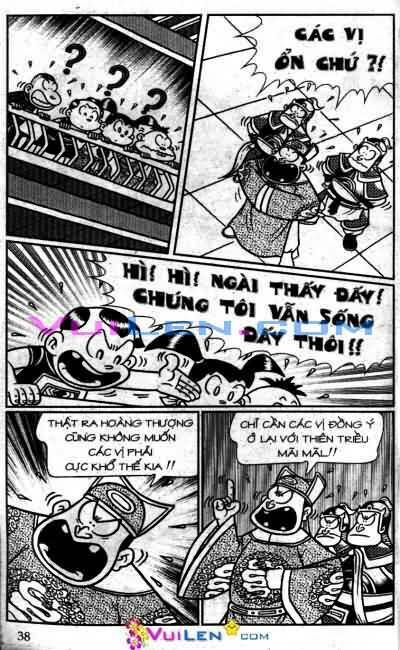 ?
?
?
CÁC VỊ
ỔN CHỨ?!
HÌ! HÌ! NGÀI THẤY ĐẤY!
CHÚNG TÔI VẪN SỐNG
ĐẤY THÔI!!
VUILEN.COM
THẬT RA HOÀNG THƯỢNG
CŨNG KHÔNG MUỐN
CÁC VỊ PHẢI
CỰC KHỔ THẾ KIA!!
CHỈ CẦN CÁC VỊ ĐỒNG Ý
Ở LẠI VỚI THIÊN TRIỀU
MÃI MÃI..!!
38
VUILEN.COM